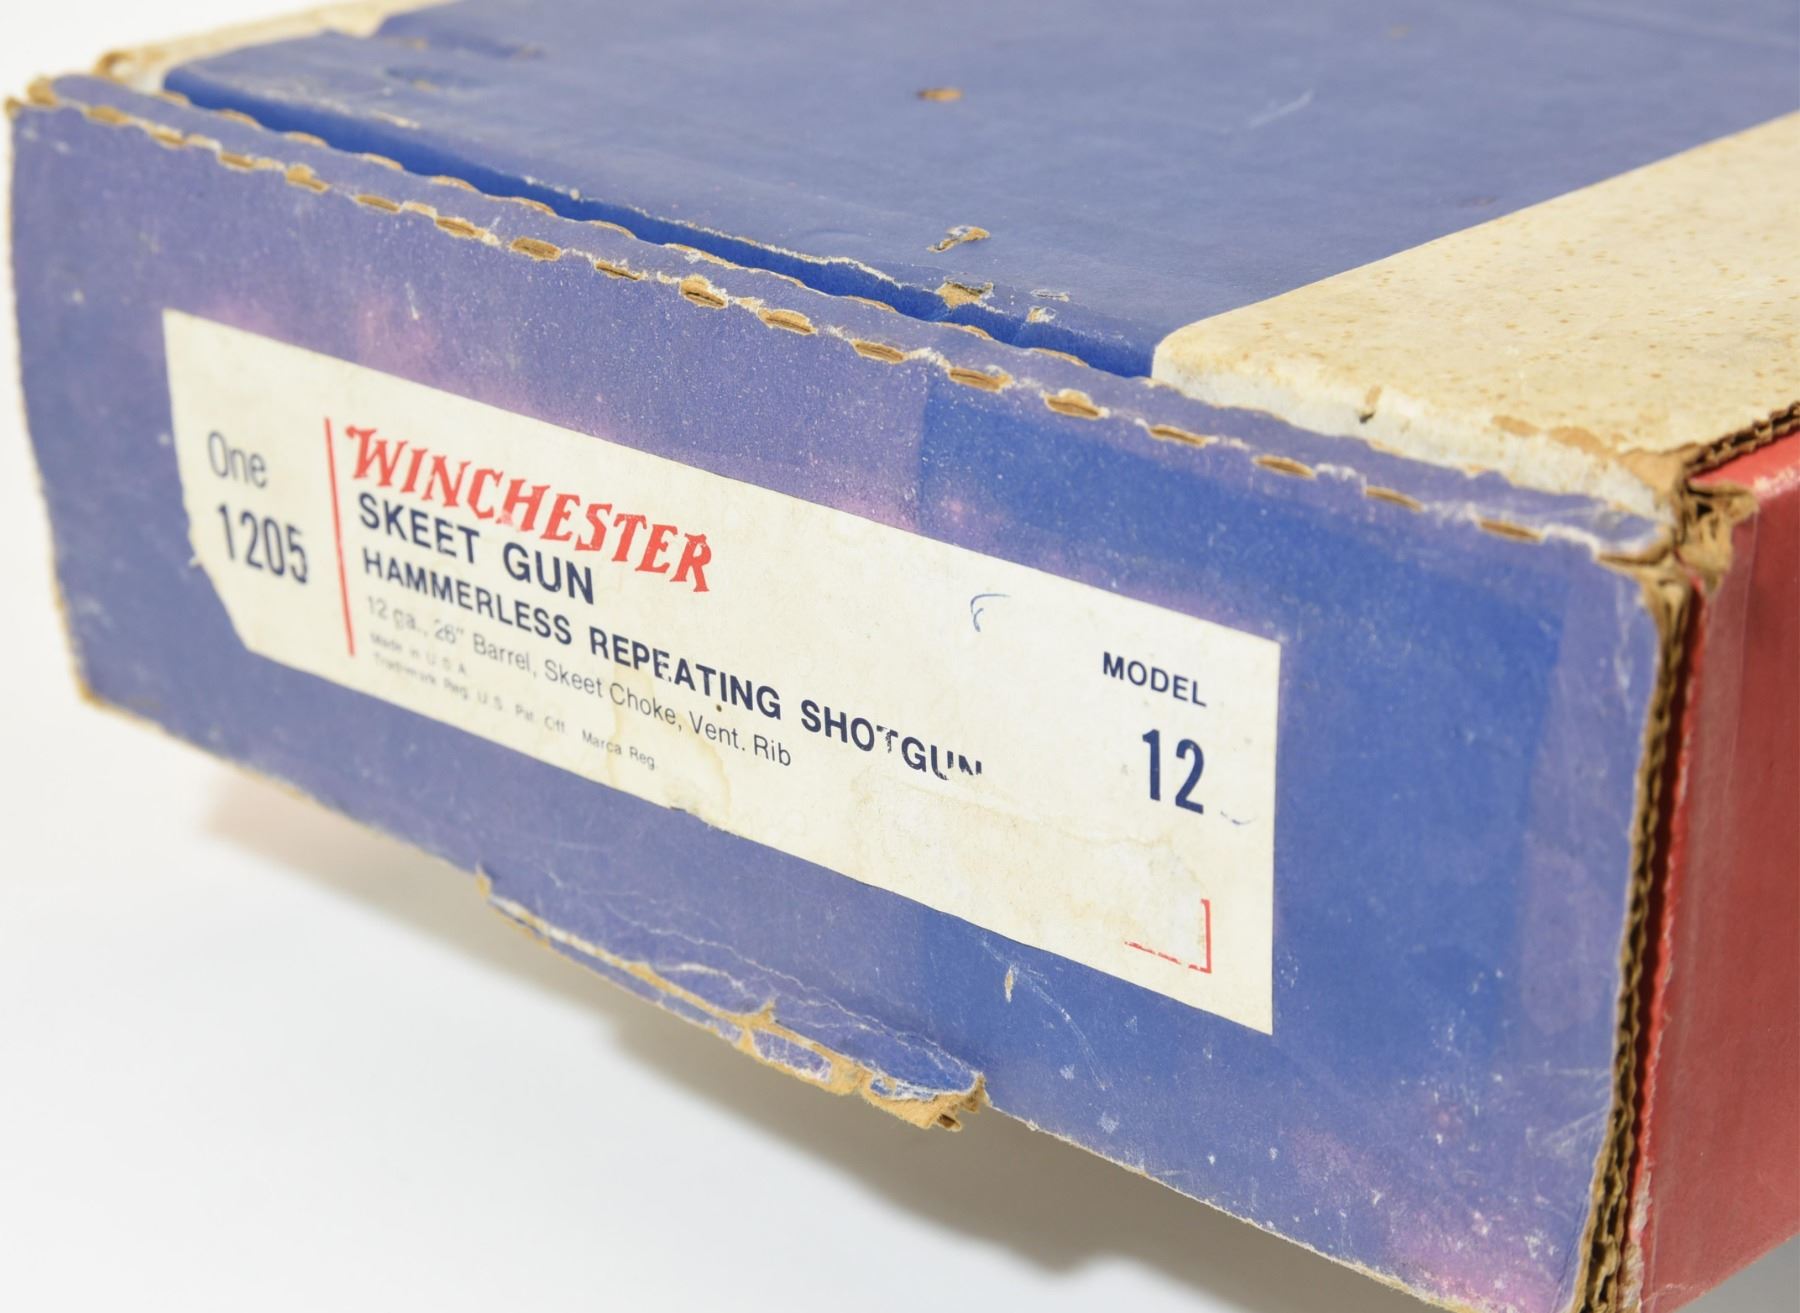 One
1205
WINCHESTER
SKEET GUN
HAMMERLESS REPEATING SHOTGUN
12 ga., 26" Barrel, Skeet Choke, Vent. Rib
Made in U.S.A.
Trademark Reg. U.S. Pat. Off. Marca Reg.
MODEL
12